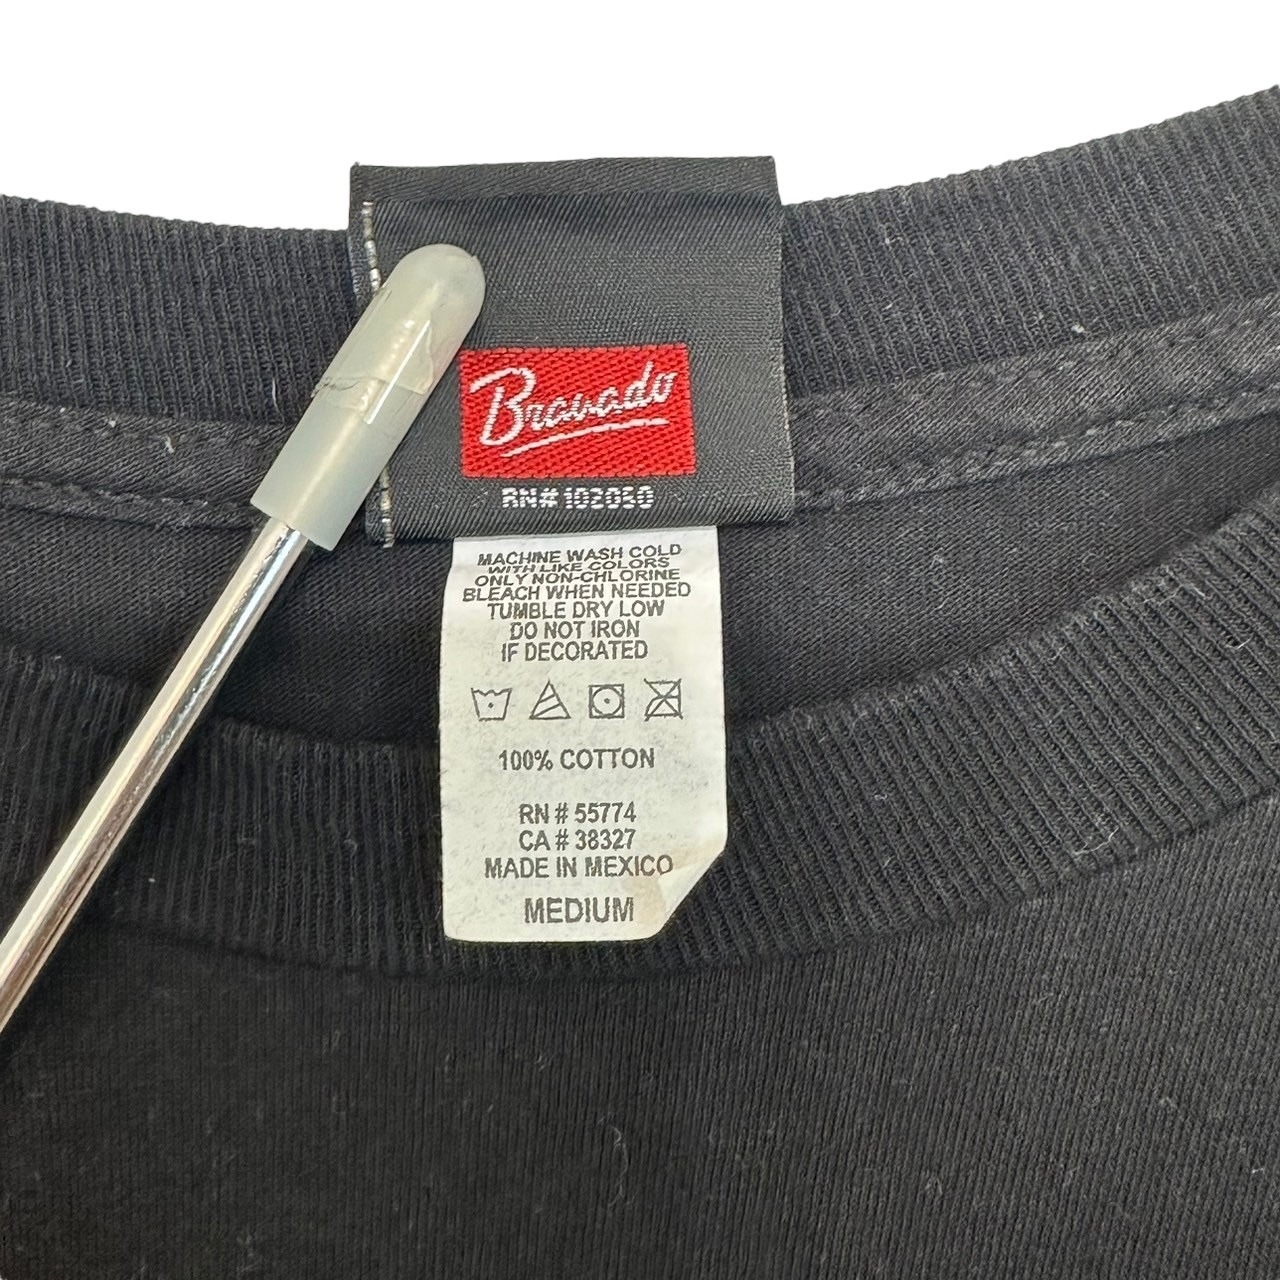 Bravado
RN#102050
MACHINE WASH COLD
WITH LIKE COLORS
ONLY NON-CHLORINE
BLEACH WHEN NEEDED
TUMBLE DRY LOW
DO NOT IRON
IF DECORATED
100% COTTON
RN # 55774
CA # 38327
MADE IN MEXICO
MEDIUM